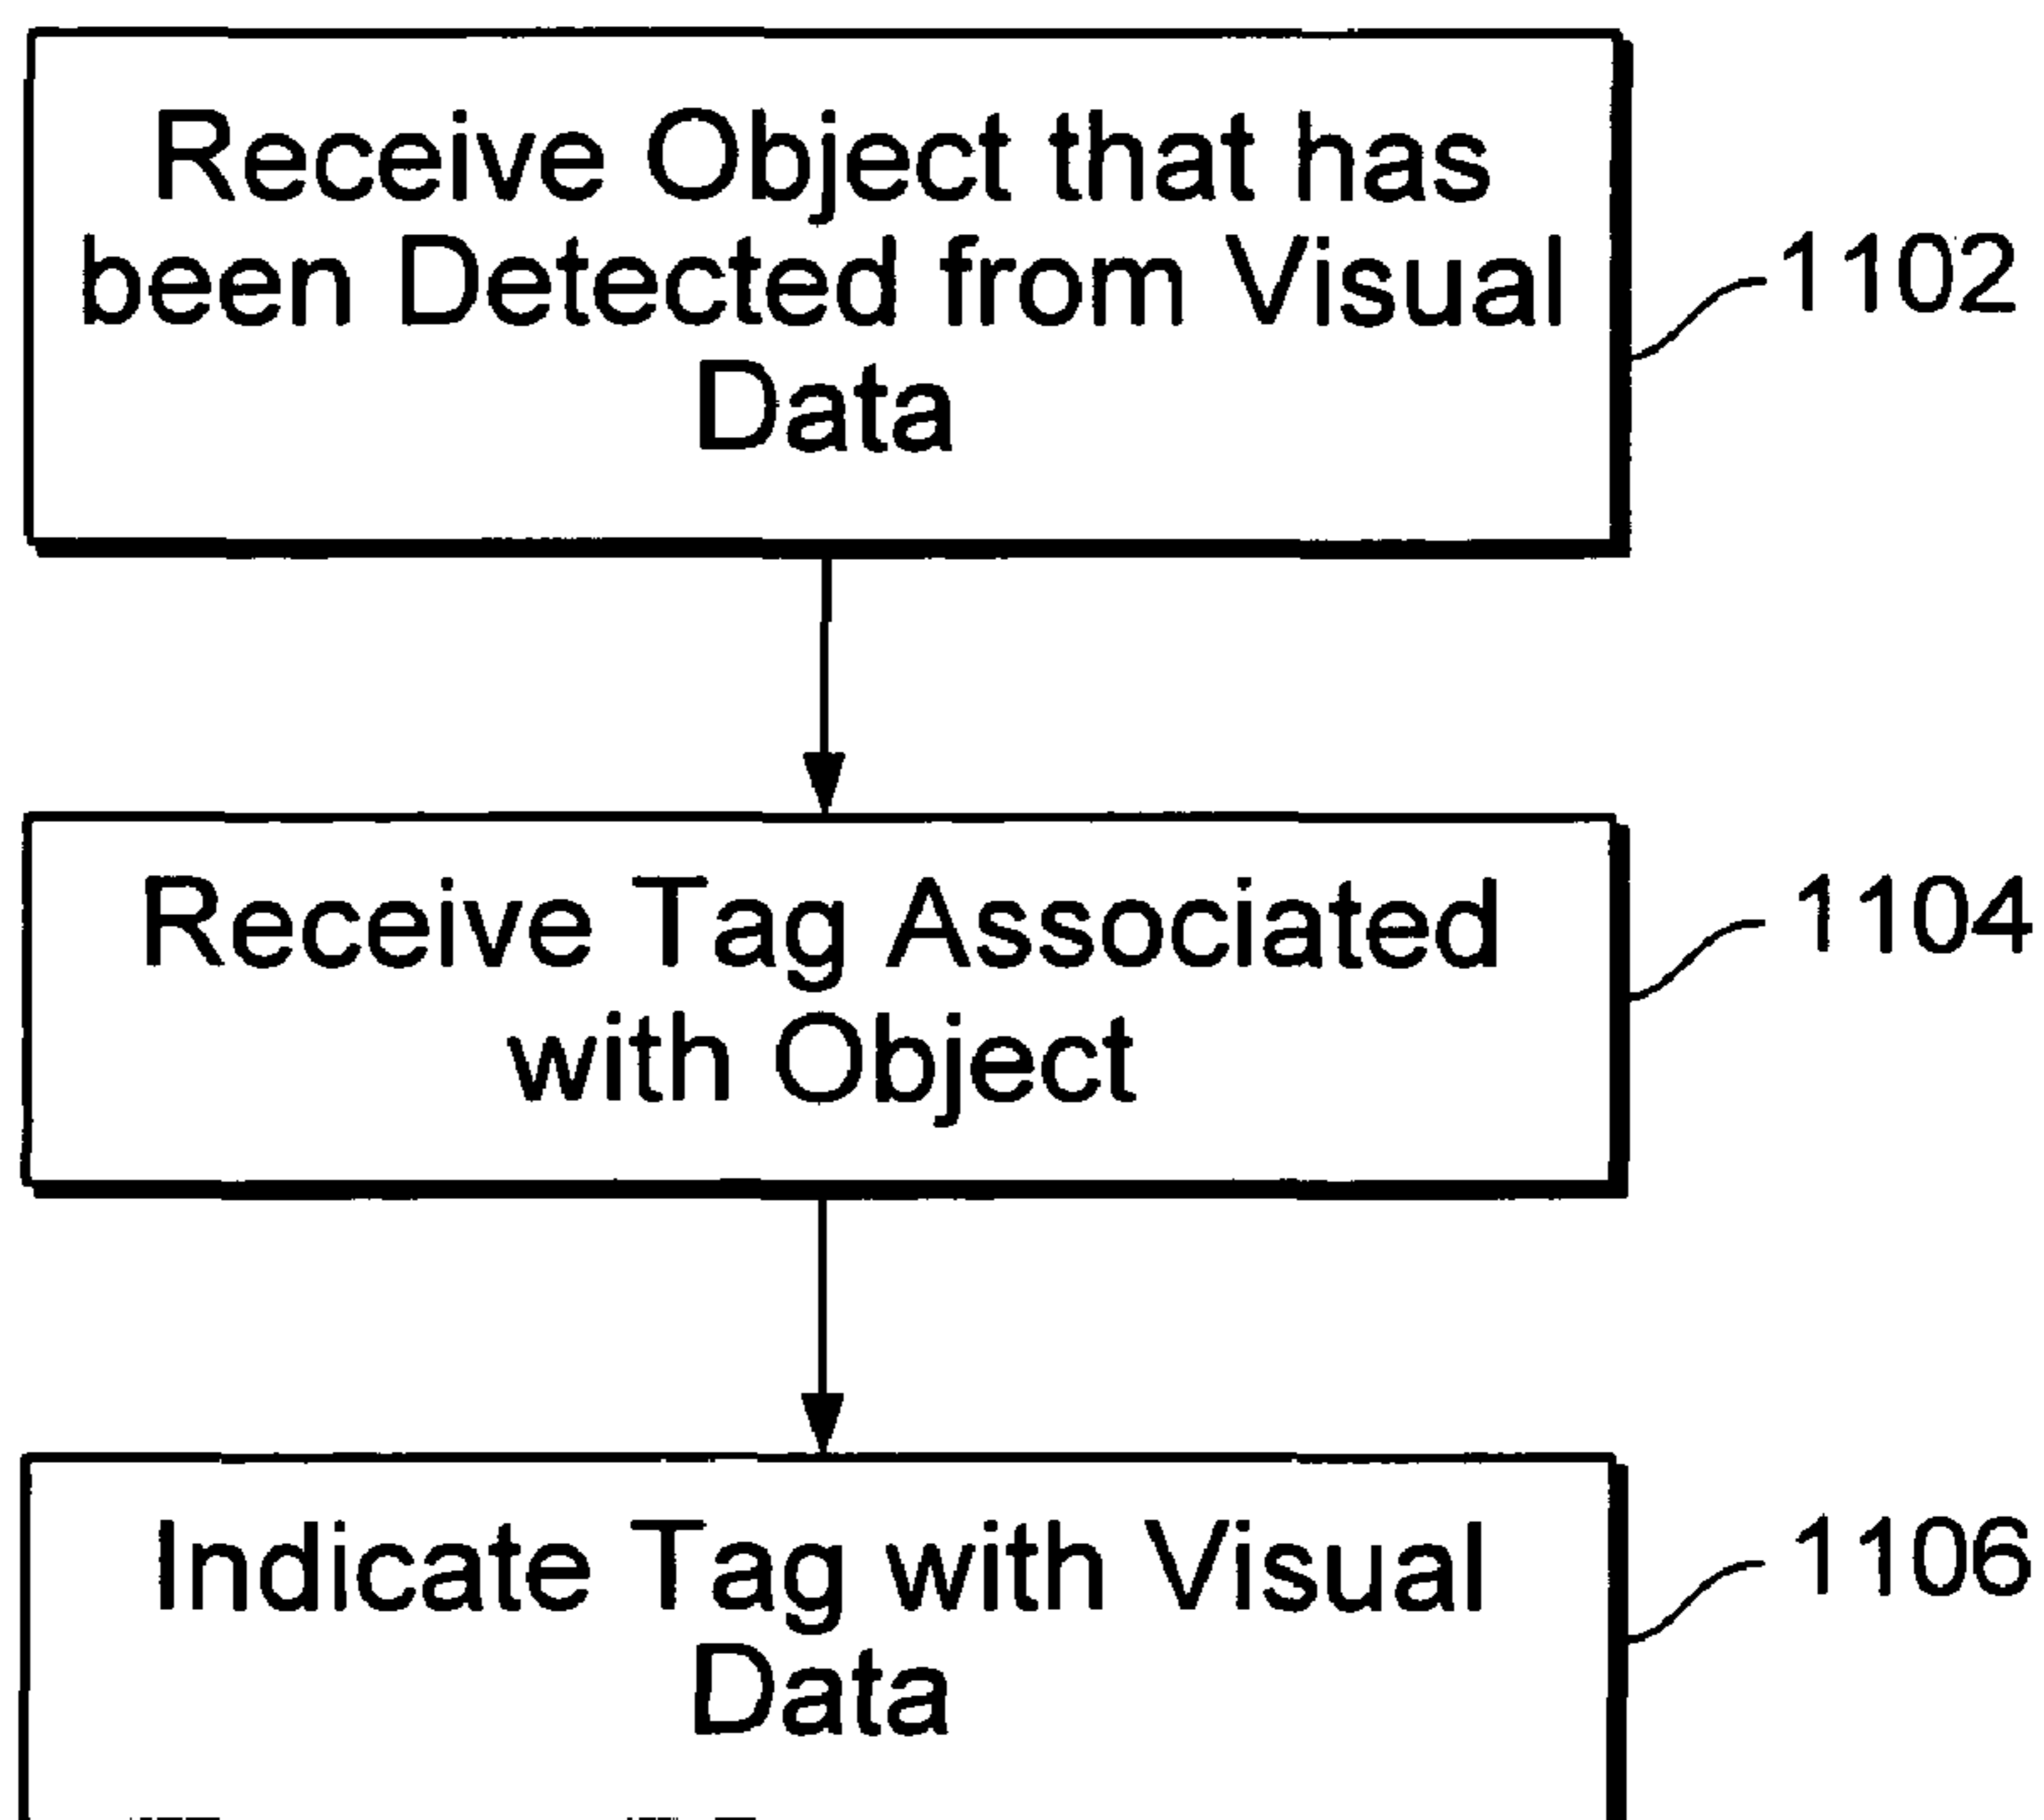 Receive Object that has
been Detected from Visual
Data
1102
Receive Tag Associated
with Object
1104
Indicate Tag with Visual
Data
1106